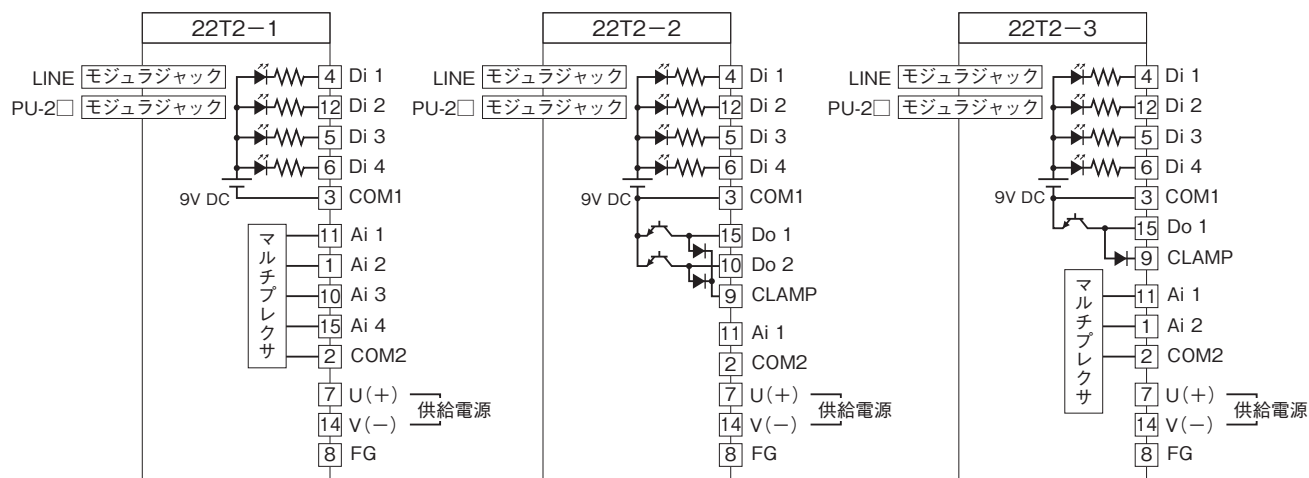 22T2−1
LINE モジュラジャック
PU-2□ モジュラジャック
4 Di 1
12 Di 2
5 Di 3
6 Di 4
9V DC
3 COM1
マルチプレクサ
11 Ai 1
1 Ai 2
10 Ai 3
15 Ai 4
2 COM2
7 U(+)
14 V(−)
供給電源
8 FG
22T2−2
LINE モジュラジャック
PU-2□ モジュラジャック
4 Di 1
12 Di 2
5 Di 3
6 Di 4
9V DC
3 COM1
15 Do 1
10 Do 2
9 CLAMP
11 Ai 1
2 COM2
7 U(+)
14 V(−)
供給電源
8 FG
22T2−3
LINE モジュラジャック
PU-2□ モジュラジャック
4 Di 1
12 Di 2
5 Di 3
6 Di 4
9V DC
3 COM1
15 Do 1
9 CLAMP
マルチプレクサ
11 Ai 1
1 Ai 2
2 COM2
7 U(+)
14 V(−)
供給電源
8 FG